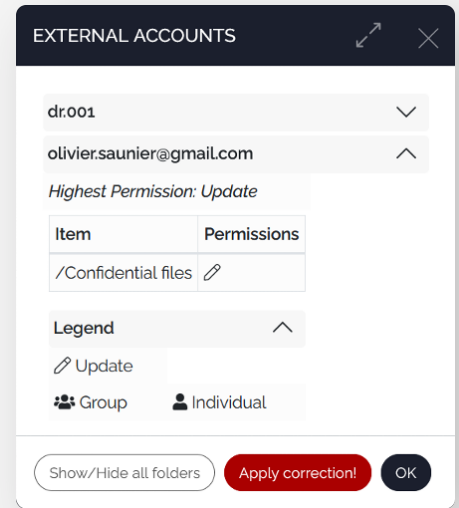 EXTERNAL ACCOUNTS
dr.001
olivier.saunier@gmail.com
Highest Permission: Update
Item Permissions
/Confidential files
Legend
Update
Group Individual
Show/Hide all folders Apply correction! OK